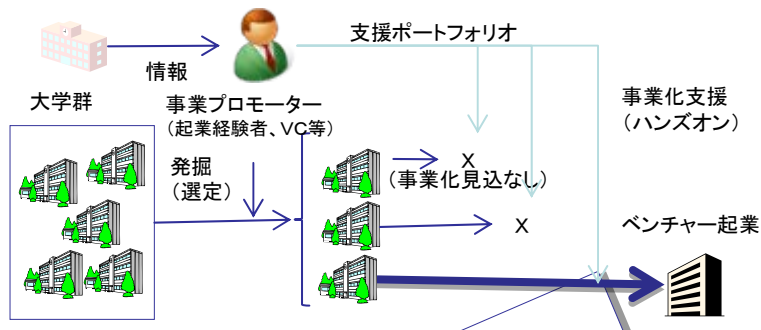 支援ポートフォリオ
情報
大学群
事業プロモーター
（起業経験者、VC等）
事業化支援
（ハンズオン）
発掘
（選定）
X
（事業化見込なし）
X
ベンチャー起業